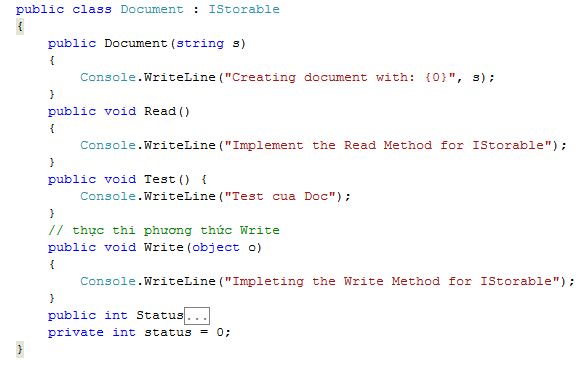 public class Document : IStorable
{
public Document(string s)
{
Console.WriteLine("Creating document with: {0}", s);
}
public void Read()
{
Console.WriteLine("Implement the Read Method for IStorable");
}
public void Test() {
Console.WriteLine("Test cua Doc");
}
// thực thi phương thức Write
public void Write(object o)
{
Console.WriteLine("Impleting the Write Method for IStorable");
}
public int Status...
private int status = 0;
}